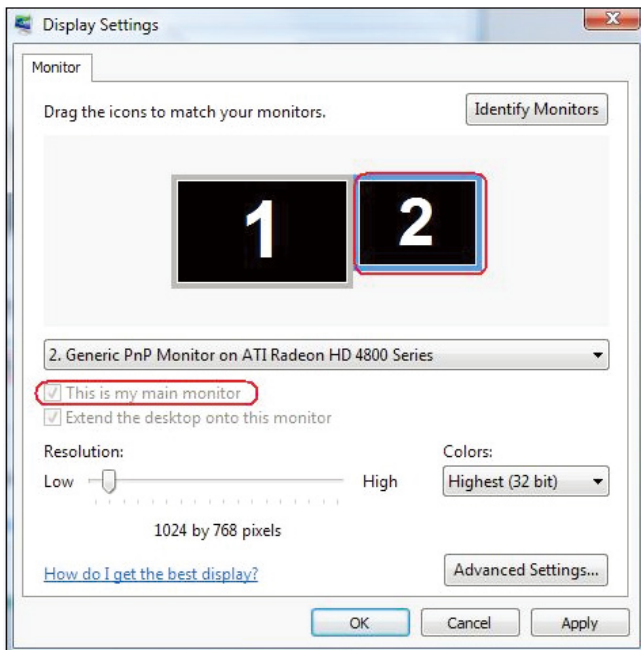 Display Settings
Monitor
Drag the icons to match your monitors.
Identify Monitors
1
2
2. Generic PnP Monitor on ATI Radeon HD 4800 Series
This is my main monitor
Extend the desktop onto this monitor
Resolution:
Colors:
Low
High
Highest (32 bit)
1024 by 768 pixels
How do I get the best display?
Advanced Settings...
OK
Cancel
Apply